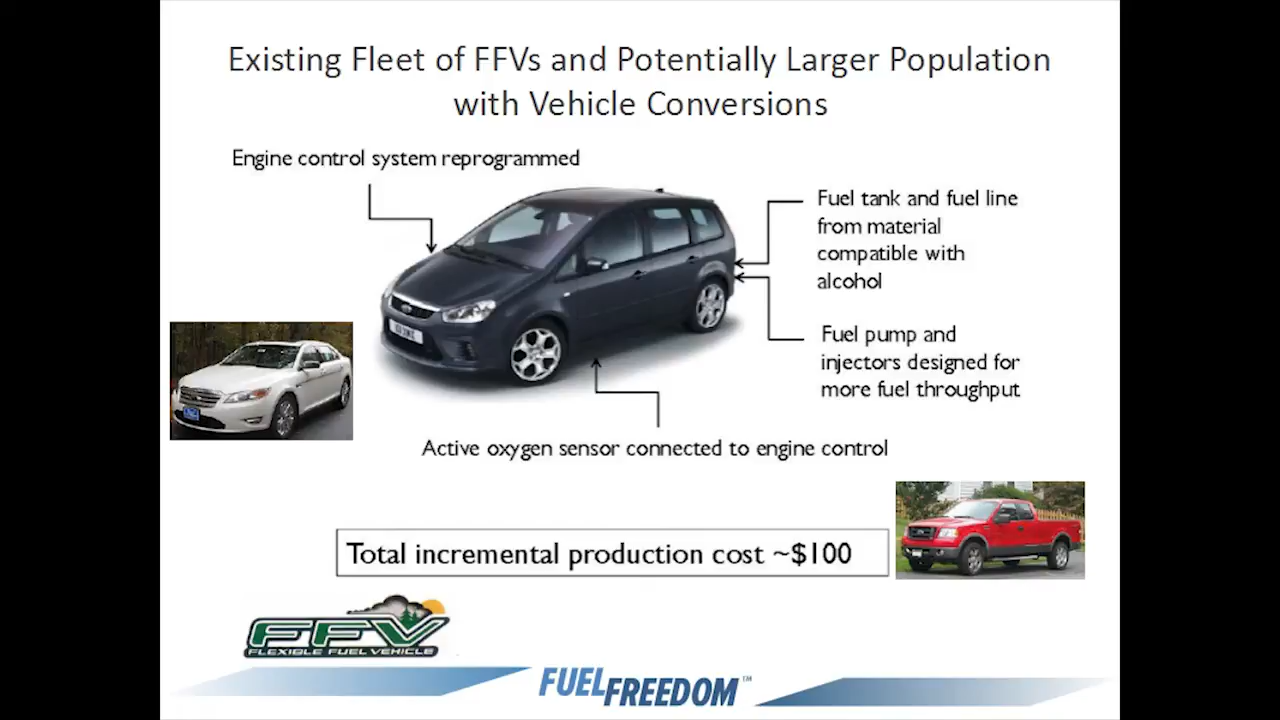 Existing Fleet of FFVs and Potentially Larger Population
with Vehicle Conversions
Engine control system reprogrammed
Fuel tank and fuel line
from material
compatible with
alcohol
Fuel pump and
injectors designed for
more fuel throughput
Active oxygen sensor connected to engine control
Total incremental production cost ~$100
FFV
FLEXIBLE FUEL VEHICLE
FUELFREEDOM™